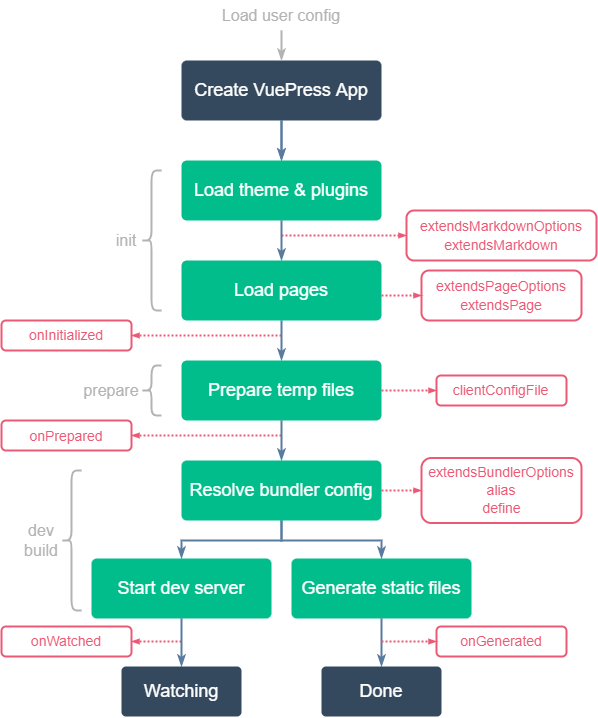 Load user config
Create VuePress App
Load theme & plugins
init
extendsMarkdownOptions
extendsMarkdown
Load pages
extendsPageOptions
extendsPage
onInitialized
prepare
Prepare temp files
clientConfigFile
onPrepared
Resolve bundler config
extendsBundlerOptions
alias
define
dev
build
Start dev server
Generate static files
onWatched
onGenerated
Watching
Done